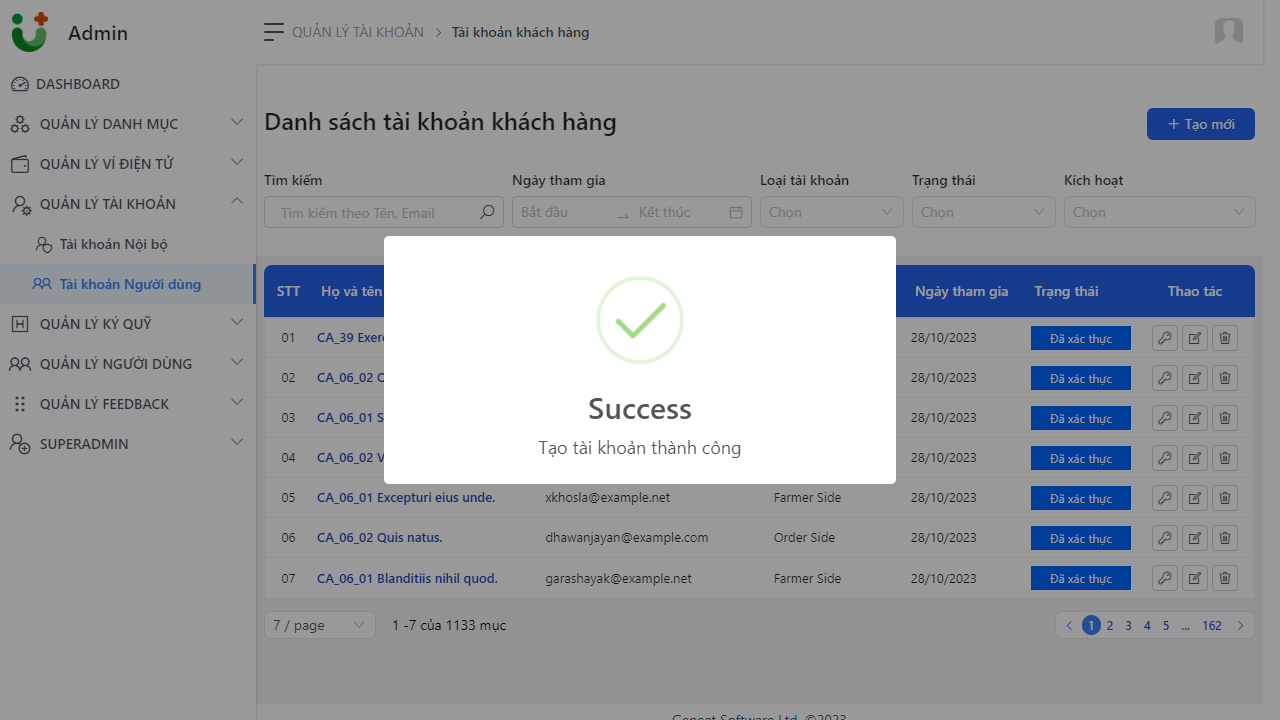 Admin
QUẢN LÝ TÀI KHOẢN > Tài khoản khách hàng
DASHBOARD
QUẢN LÝ DANH MỤC
QUẢN LÝ VÍ ĐIỆN TỬ
QUẢN LÝ TÀI KHOẢN
Tài khoản Nội bộ
Tài khoản Người dùng
QUẢN LÝ KÝ QUỸ
QUẢN LÝ NGƯỜI DÙNG
QUẢN LÝ FEEDBACK
SUPERADMIN
Danh sách tài khoản khách hàng
+ Tạo mới
Tìm kiếm Ngày tham gia Loại tài khoản Trạng thái Kích hoạt
Tìm kiếm theo Tên, Email Bắt đầu Kết thúc Chọn Chọn Chọn
STT Họ và tên Ngày tham gia Trạng thái Thao tác
01 CA_39 28/10/2023 Đã xác thực
02 CA_06_02 28/10/2023 Đã xác thực
03 CA_06_01 28/10/2023 Đã xác thực
04 CA_06_02 28/10/2023 Đã xác thực
05 CA_06_01 Excepturi eius unde. xkhosla@example.net Farmer Side 28/10/2023 Đã xác thực
06 CA_06_02 Quis natus. dhawanjayan@example.com Order Side 28/10/2023 Đã xác thực
07 CA_06_01 Blanditiis nihil quod. garashayak@example.net Farmer Side 28/10/2023 Đã xác thực
Success
Tạo tài khoản thành công
7 / page 1 -7 của 1133 mục
1 2 3 4 5 ... 162
Geneat Software Ltd. ©2023